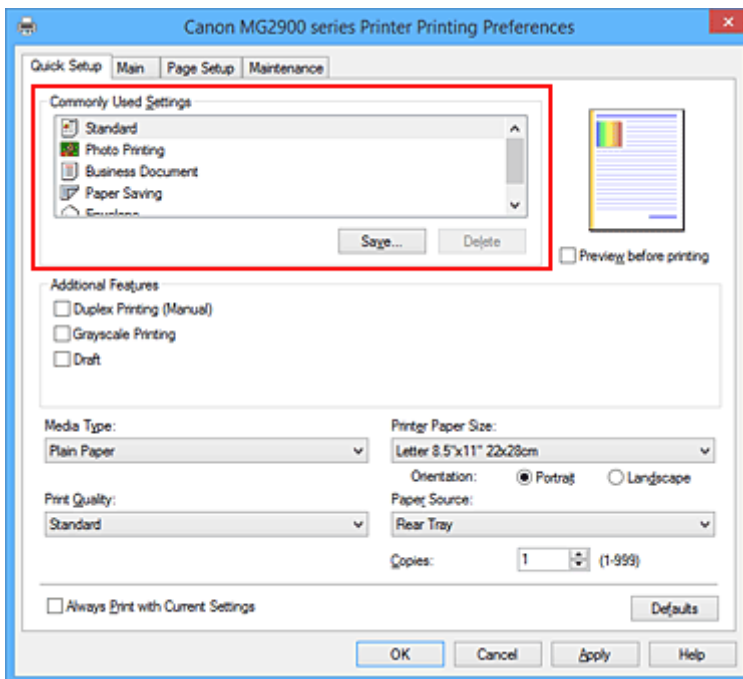 Canon MG2900 series Printer Printing Preferences
Quick Setup Main Page Setup Maintenance
Commonly Used Settings
Standard
Photo Printing
Business Document
Paper Saving
Envelope
Save... Delete
Preview before printing
Additional Features
Duplex Printing (Manual)
Grayscale Printing
Draft
Media Type:
Plain Paper
Printer Paper Size:
Letter 8.5"x11" 22x28cm
Orientation: Portrait Landscape
Print Quality:
Standard
Paper Source:
Rear Tray
Copies: 1 (1-999)
Always Print with Current Settings
Defaults
OK Cancel Apply Help